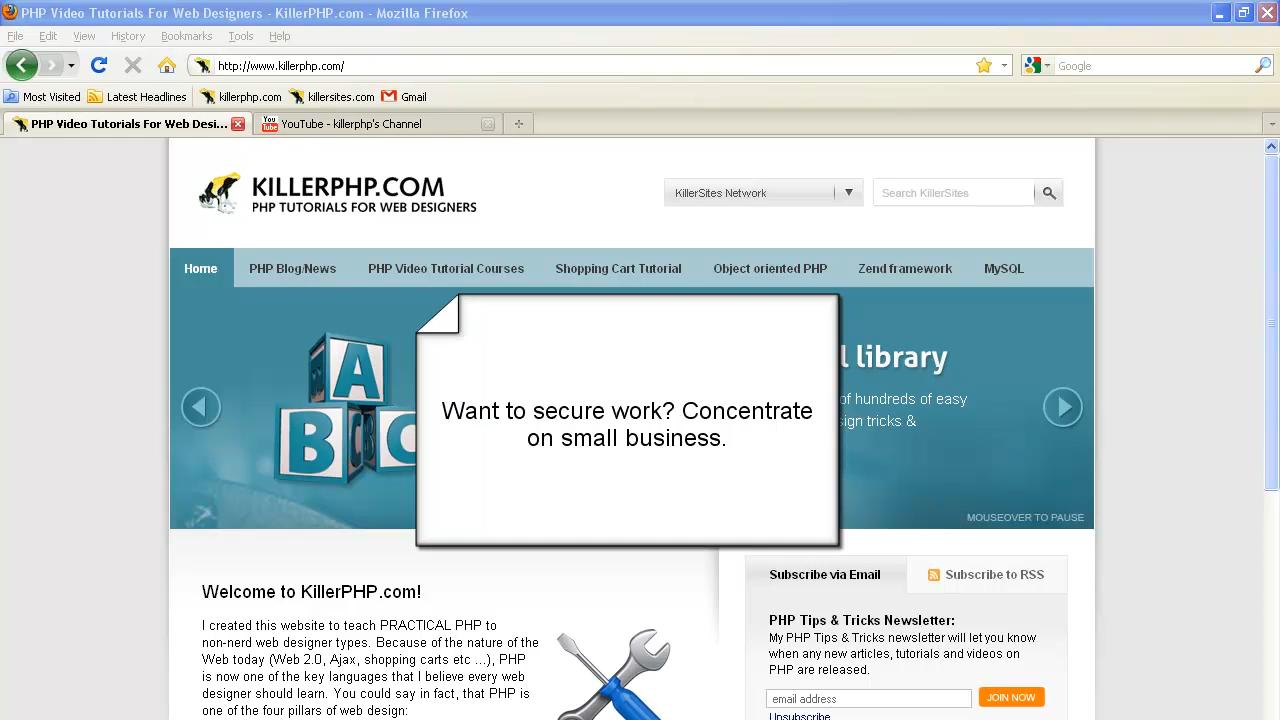 PHP Video Tutorials For Web Designers - KillerPHP.com - Mozilla Firefox
File Edit View History Bookmarks Tools Help
http://www.killerphp.com/
Google
Most Visited Latest Headlines killerphp.com killersites.com Gmail
PHP Video Tutorials For Web Desi...
You Tube YouTube - killerphp's Channel
KILLERPHP.COM
PHP TUTORIALS FOR WEB DESIGNERS
KillerSites Network
Search KillerSites
Home PHP Blog/News PHP Video Tutorial Courses Shopping Cart Tutorial Object oriented PHP Zend framework MySQL
A
B C
l library
of hundreds of easy
sign tricks &
Want to secure work? Concentrate
on small business.
MOUSEOVER TO PAUSE
Welcome to KillerPHP.com!
I created this website to teach PRACTICAL PHP to
non-nerd web designer types. Because of the nature of the
Web today (Web 2.0, Ajax, shopping carts etc ...), PHP
is now one of the key languages that I believe every web
designer should learn. You could say in fact, that PHP is
one of the four pillars of web design:
Subscribe via Email
Subscribe to RSS
PHP Tips & Tricks Newsletter:
My PHP Tips & Tricks newsletter will let you know
when any new articles, tutorials and videos on
PHP are released.
email address
JOIN NOW
Unsubscribe